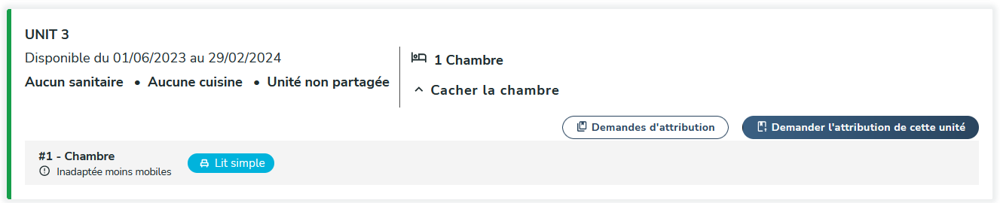 UNIT 3
Disponible du 01/06/2023 au 29/02/2024
Aucun sanitaire • Aucune cuisine • Unité non partagée
1 Chambre
Cacher la chambre
Demandes d'attribution
Demander l'attribution de cette unité
#1 - Chambre
Inadaptée moins mobiles
Lit simple